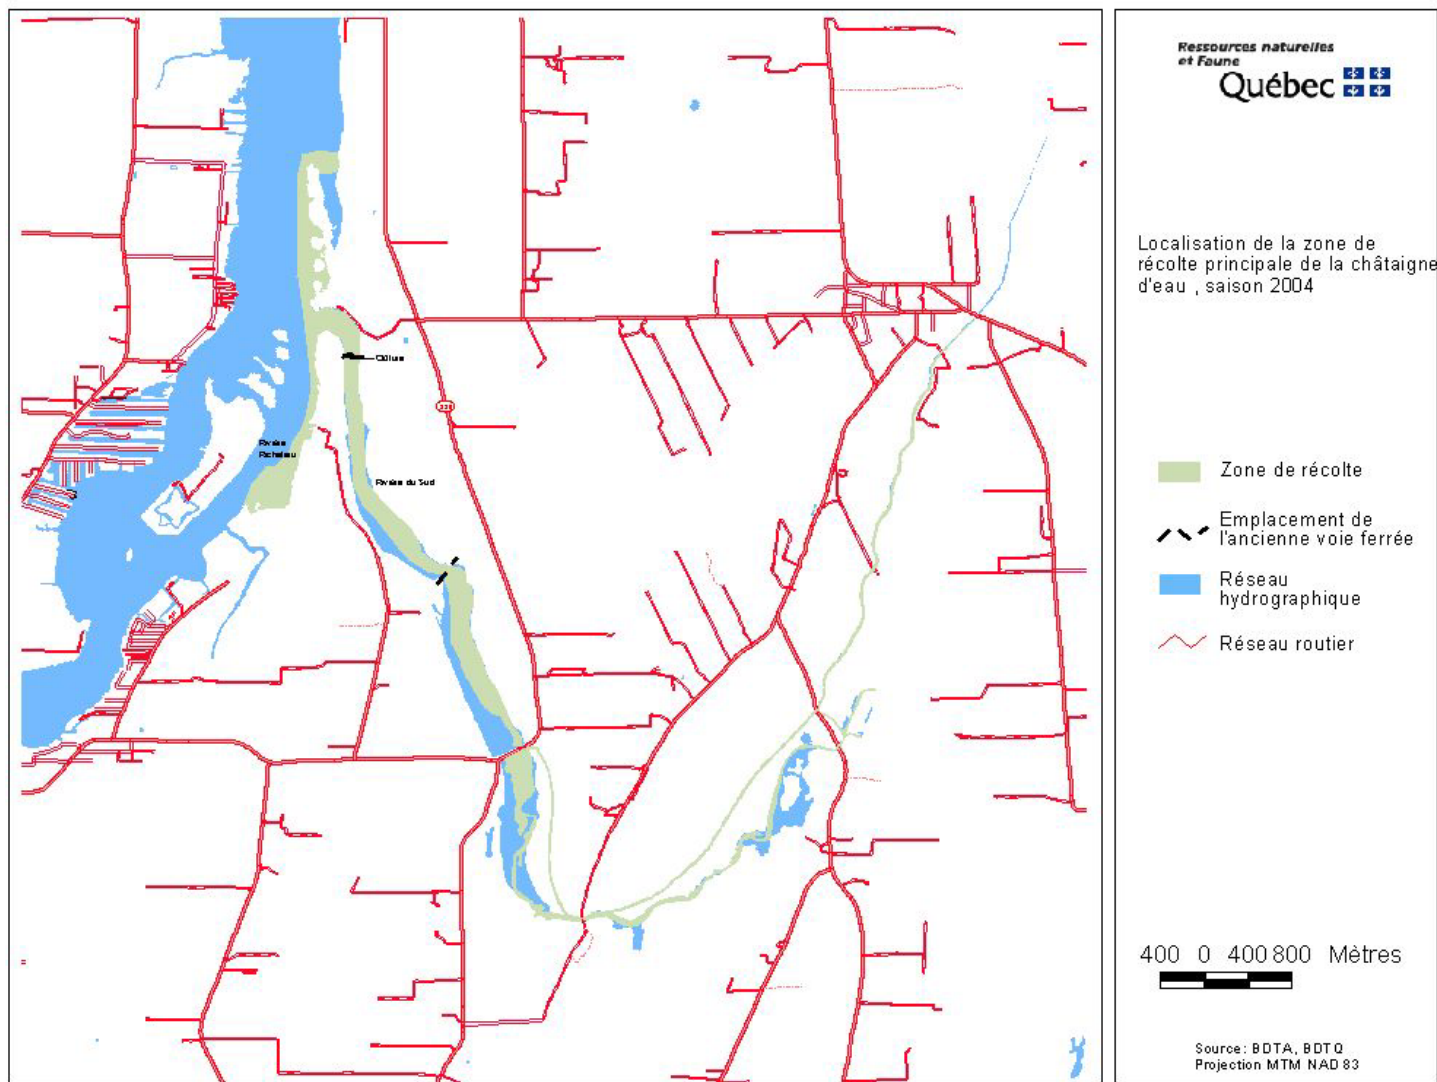 Ressources naturelles
et Faune
Québec
Localisation de la zone de
récolte principale de la châtaigne
d'eau , saison 2004
Clôture
Rivière
Richelieu
Rivière du Sud
Zone de récolte
Emplacement de
l'ancienne voie ferrée
Réseau
hydrographique
Réseau routier
400 0 400 800 Mètres
Source: BDTA, BDTQ
Projection MTM NAD 83